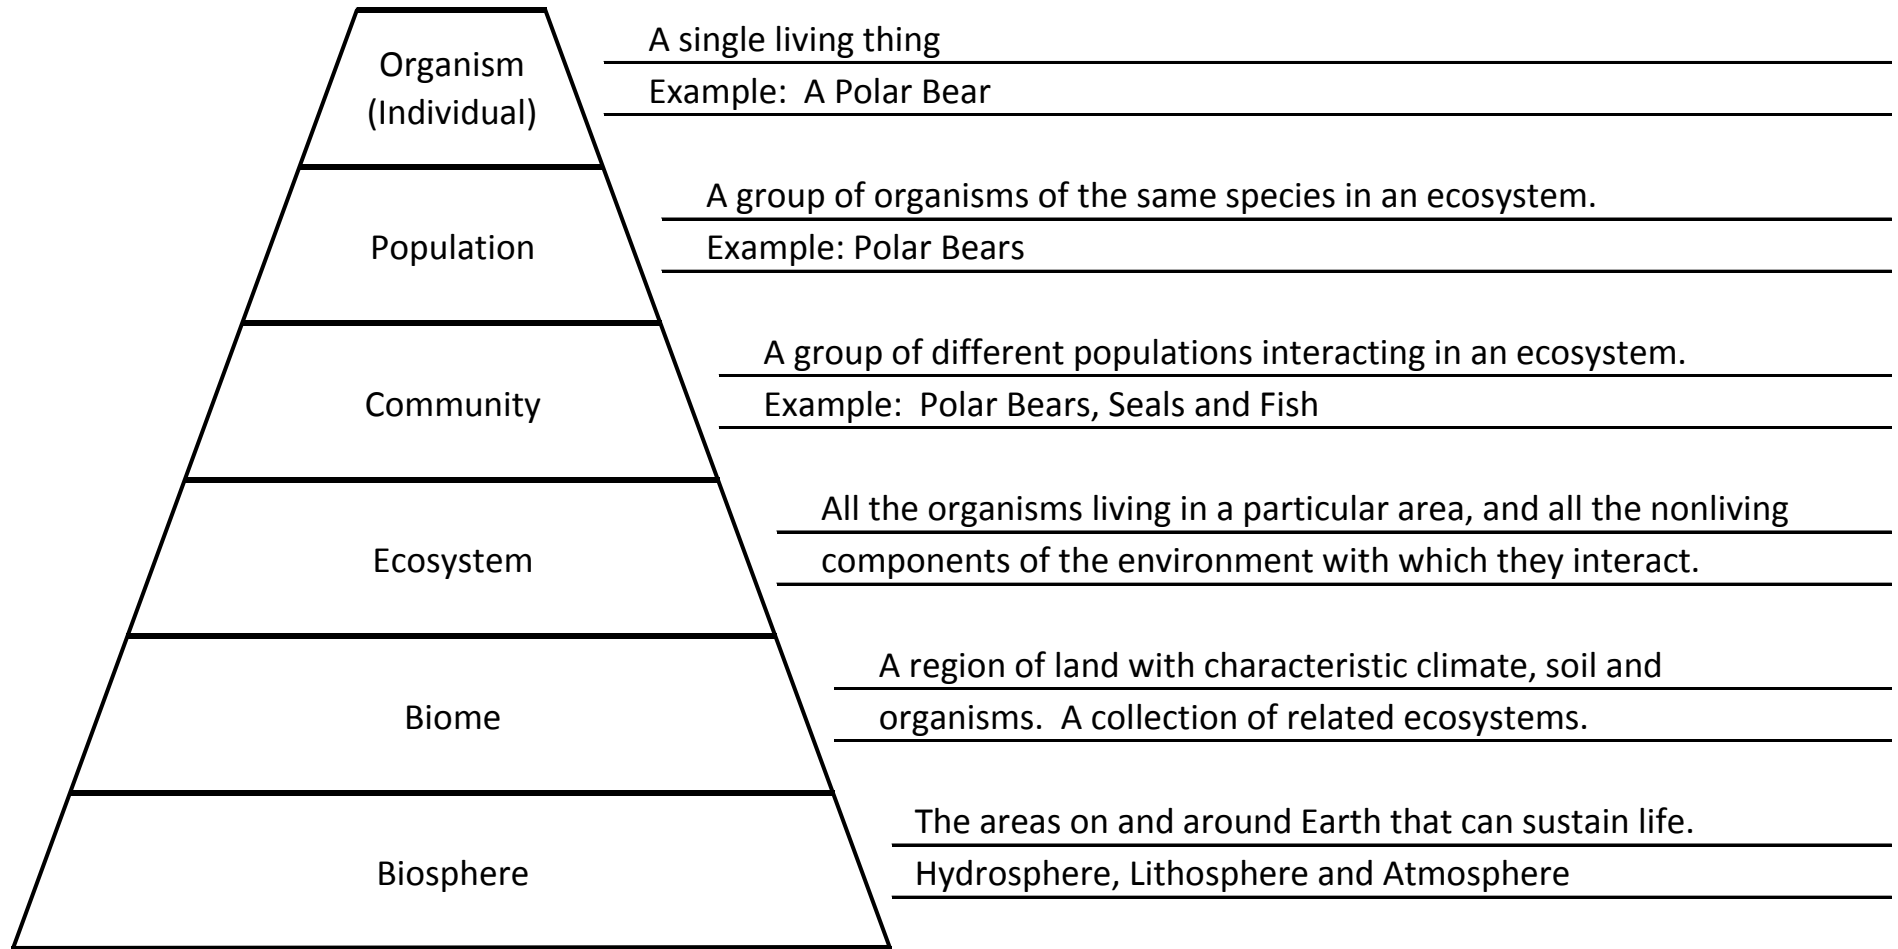 Organism
(Individual)
A single living thing
Example:  A Polar Bear
Population
A group of organisms of the same species in an ecosystem.
Example: Polar Bears
Community
A group of different populations interacting in an ecosystem.
Example:  Polar Bears, Seals and Fish
Ecosystem
All the organisms living in a particular area, and all the nonliving
components of the environment with which they interact.
Biome
A region of land with characteristic climate, soil and
organisms.  A collection of related ecosystems.
Biosphere
The areas on and around Earth that can sustain life.
Hydrosphere, Lithosphere and Atmosphere